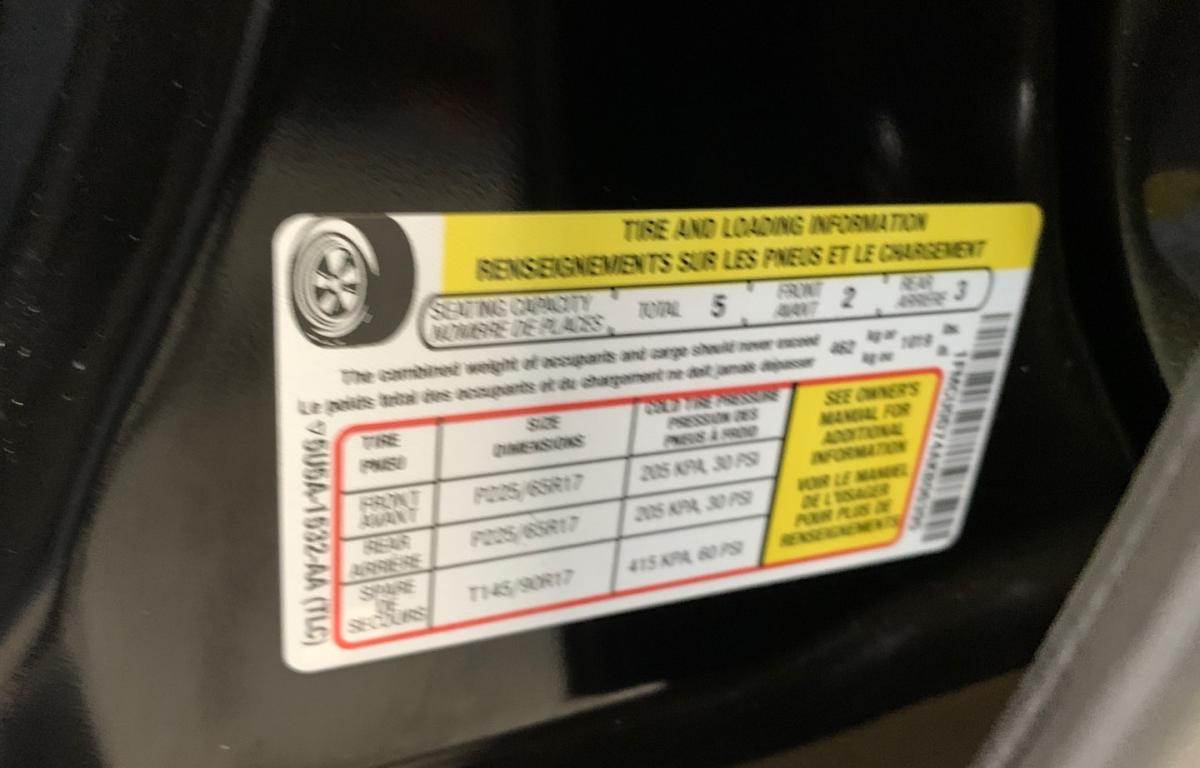 TIRE AND LOADING INFORMATION
RENSEIGNEMENTS SUR LES PNEUS ET LE CHARGEMENT
SEATING CAPACITY TOTAL 5 FRONT 2 REAR 3
NOMBRE DE PLACES AVANT ARRIÈRE
The combined weight of occupants and cargo should never exceed 462 kg or 1019 lbs.
Le poids total des occupants et du chargement ne doit jamais dépasser kg ou lb.
TIRE SIZE COLD TIRE PRESSURE
PNEU DIMENSIONS PRESSION DES
PNEUS À FROID
FRONT P225/65R17 205 KPA, 30 PSI
AVANT
REAR P225/65R17 205 KPA, 30 PSI
ARRIÈRE
SPARE T145/90R17 415 KPA, 60 PSI
DE
SECOURS
SEE OWNER'S
MANUAL FOR
ADDITIONAL
INFORMATION
VOIR LE MANUEL
DE L'USAGER
POUR PLUS DE
RENSEIGNEMENTS